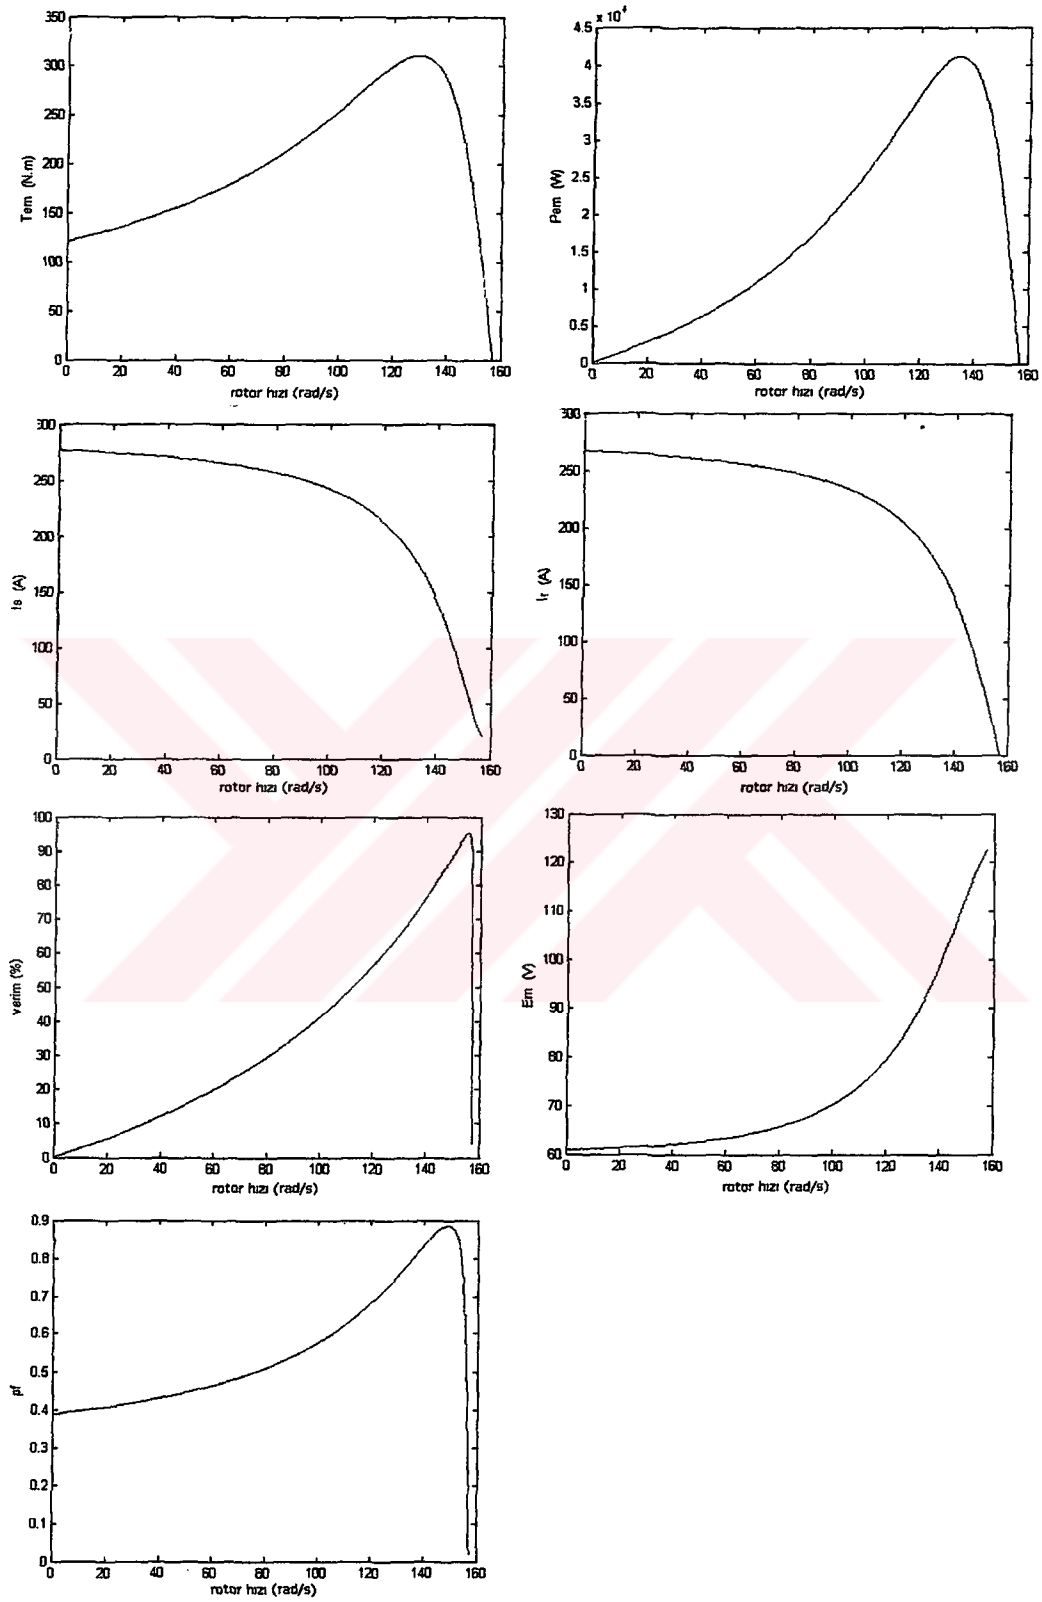 350
300
250
200
150
100
50
0
Tem (N.m)
0 20 40 60 80 100 120 140 160
rotor hızı (rad/s)
4.5 x 10⁴
4
3.5
3
2.5
2
1.5
1
0.5
0
Pem (W)
0 20 40 60 80 100 120 140 160
rotor hızı (rad/s)
300
250
200
150
100
50
0
Is (A)
0 20 40 60 80 100 120 140 160
rotor hızı (rad/s)
300
250
200
150
100
50
0
Ir (A)
0 20 40 60 80 100 120 140 160
rotor hızı (rad/s)
100
90
80
70
60
50
40
30
20
10
0
verim (%)
0 20 40 60 80 100 120 140 160
rotor hızı (rad/s)
130
120
110
100
90
80
70
60
Em (V)
0 20 40 60 80 100 120 140 160
rotor hızı (rad/s)
0.9
0.8
0.7
0.6
0.5
0.4
0.3
0.2
0.1
0
pf
0 20 40 60 80 100 120 140 160
rotor hızı (rad/s)